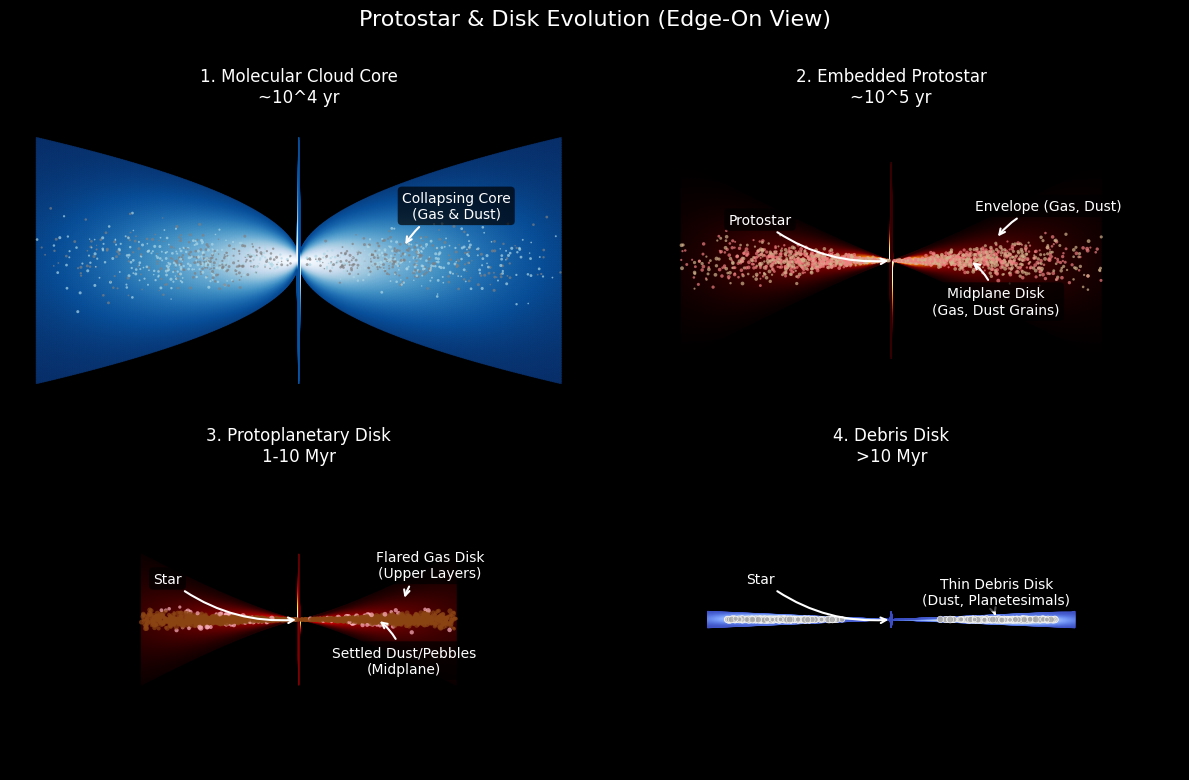 Protostar & Disk Evolution (Edge-On View)
1. Molecular Cloud Core
~10^4 yr
Collapsing Core
(Gas & Dust)
2. Embedded Protostar
~10^5 yr
Protostar
Envelope (Gas, Dust)
Midplane Disk
(Gas, Dust Grains)
3. Protoplanetary Disk
1-10 Myr
Star
Flared Gas Disk
(Upper Layers)
Settled Dust/Pebbles
(Midplane)
4. Debris Disk
>10 Myr
Star
Thin Debris Disk
(Dust, Planetesimals)